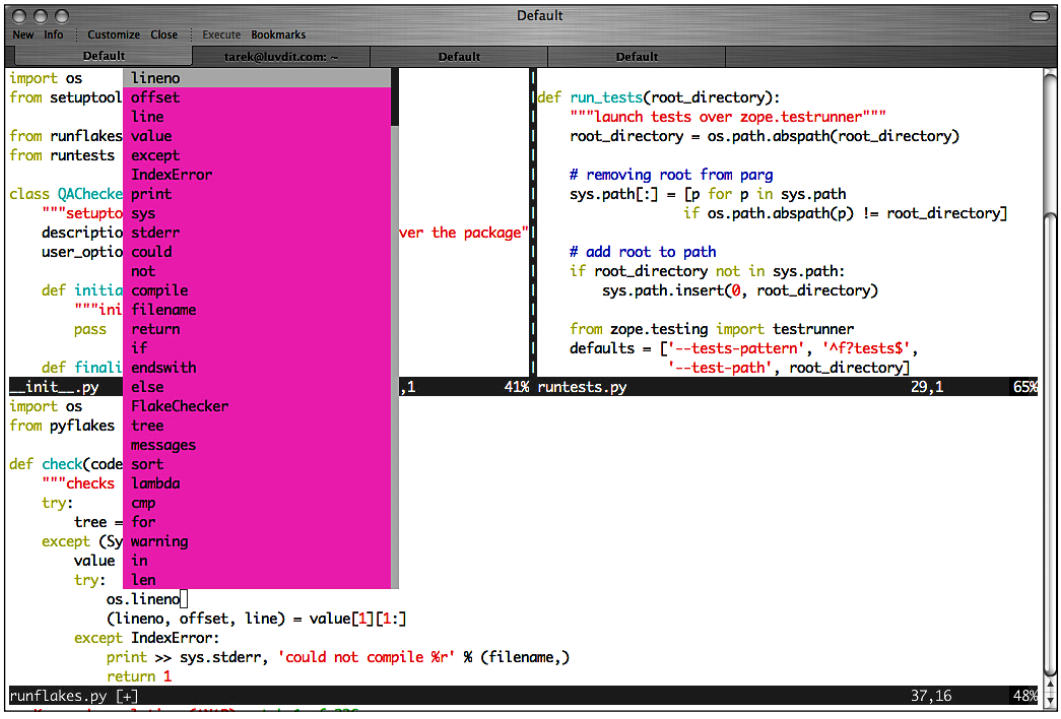 Default
New Info Customize Close Execute Bookmarks
Default tarek@luvdit.com: ~ Default Default
import os
from setuptool
from runflakes
from runtests
class QAChecke
"""setupto
descriptio ver the package"
user_optio
def initia
"""ini
pass
def finali
__init__.py ,1 41%
lineno
offset
line
value
except
IndexError
print
sys
stderr
could
not
compile
filename
return
if
endswith
else
FlakeChecker
tree
messages
sort
lambda
cmp
for
warning
in
len
def run_tests(root_directory):
"""launch tests over zope.testrunner"""
root_directory = os.path.abspath(root_directory)
# removing root from parg
sys.path[:] = [p for p in sys.path
if os.path.abspath(p) != root_directory]
# add root to path
if root_directory not in sys.path:
sys.path.insert(0, root_directory)
from zope.testing import testrunner
defaults = ['--tests-pattern', '^f?tests$',
'--test-path', root_directory]
runtests.py 29,1 65%
import os
from pyflakes
def check(code
"""checks
try:
tree =
except (Sy
value
try:
os.lineno
(lineno, offset, line) = value[1][1:]
except IndexError:
print >> sys.stderr, 'could not compile %r' % (filename,)
return 1
runflakes.py [+] 37,16 48%